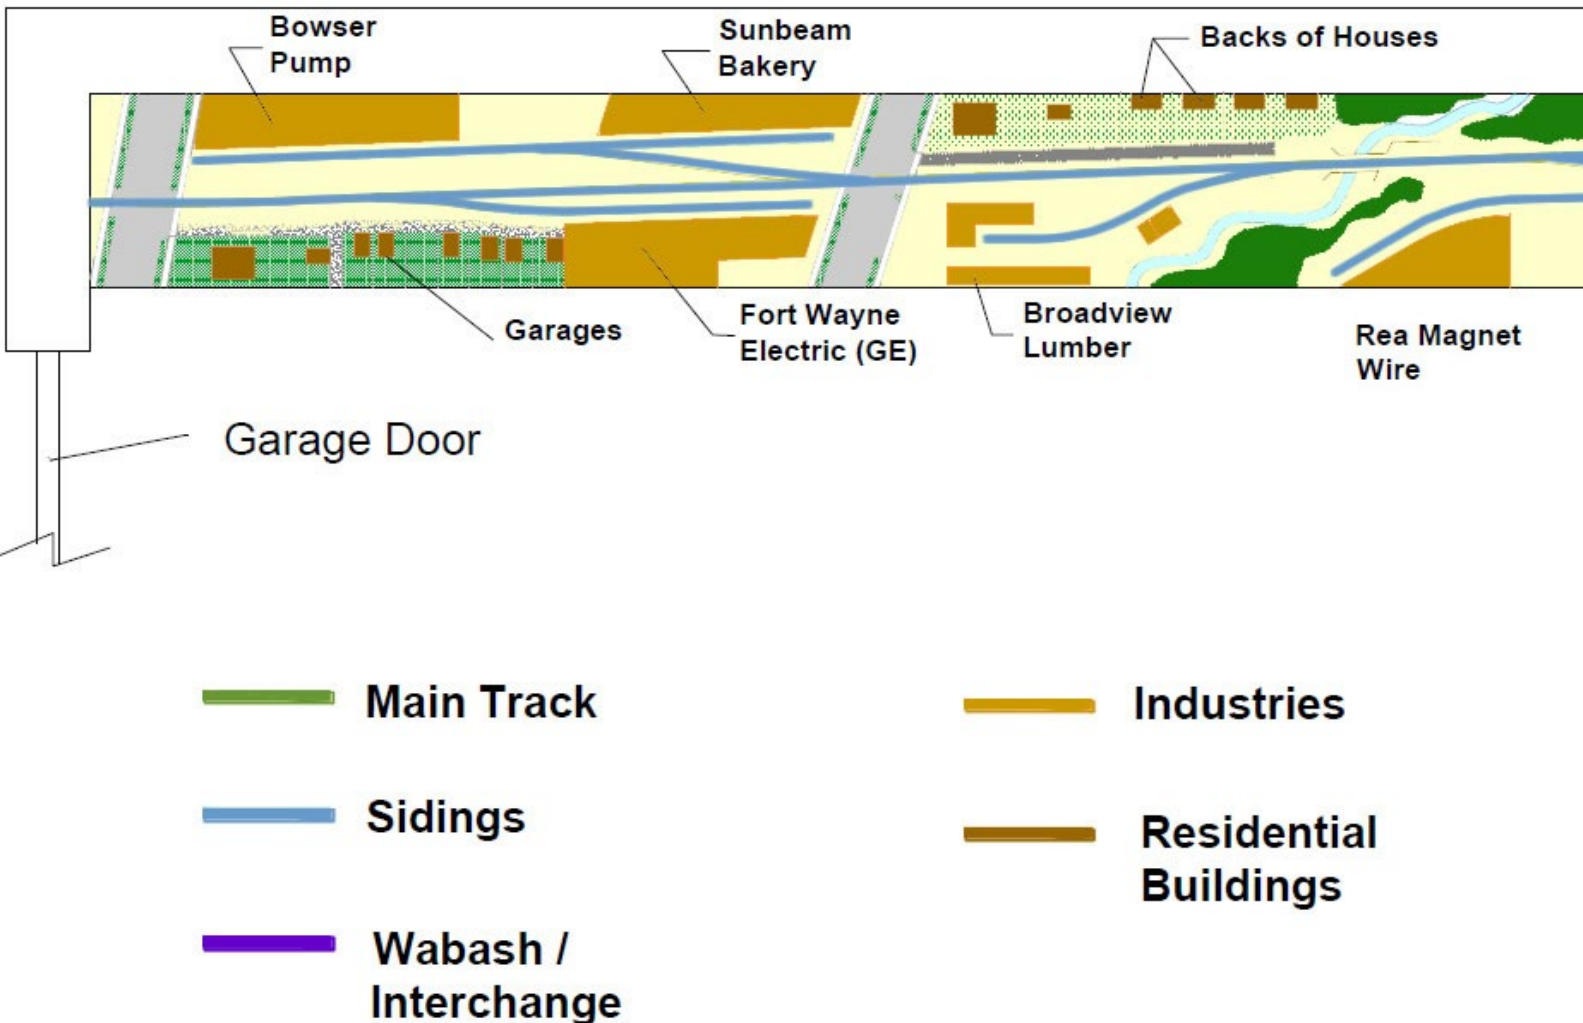 Bowser
Pump
Sunbeam
Bakery
Backs of Houses
Garages
Fort Wayne
Electric (GE)
Broadview
Lumber
Rea Magnet
Wire
Garage Door
Main Track
Industries
Sidings
Residential
Buildings
Wabash /
Interchange